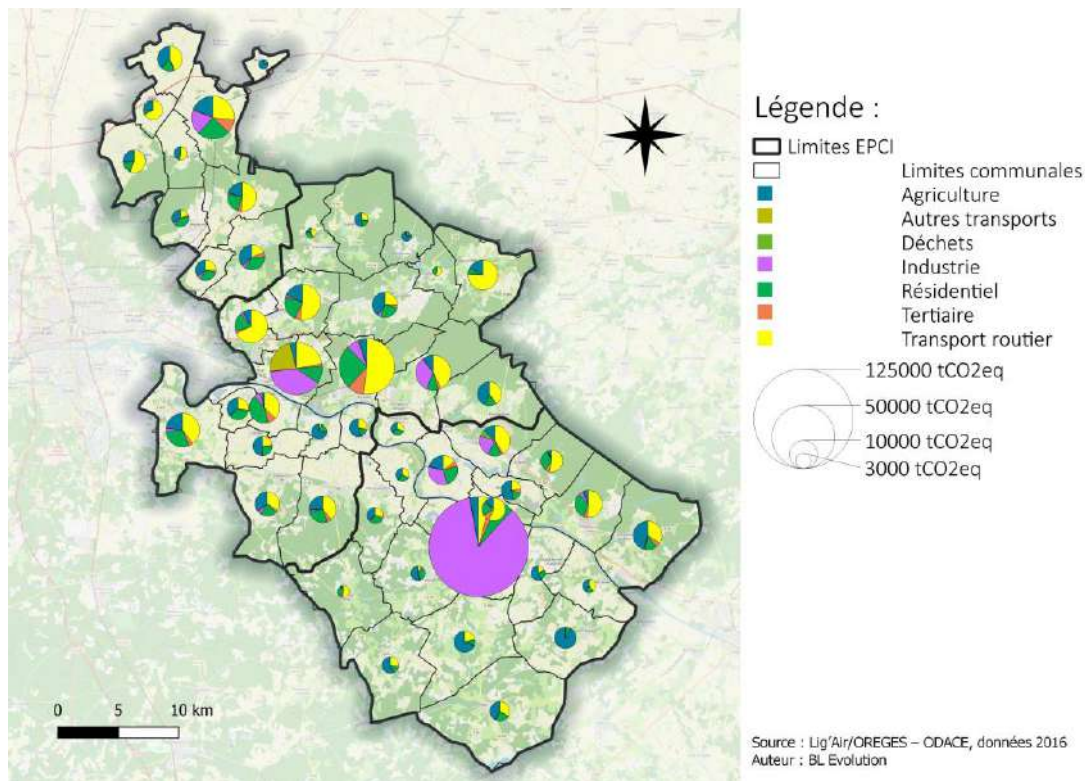 Légende :
Limites EPCI
Limites communales
Agriculture
Autres transports
Déchets
Industrie
Résidentiel
Tertiaire
Transport routier
125000 tCO2eq
50000 tCO2eq
10000 tCO2eq
3000 tCO2eq
0 5 10 km
Source : Lig'Air/OREGES – ODACE, données 2016
Auteur : BL Evolution